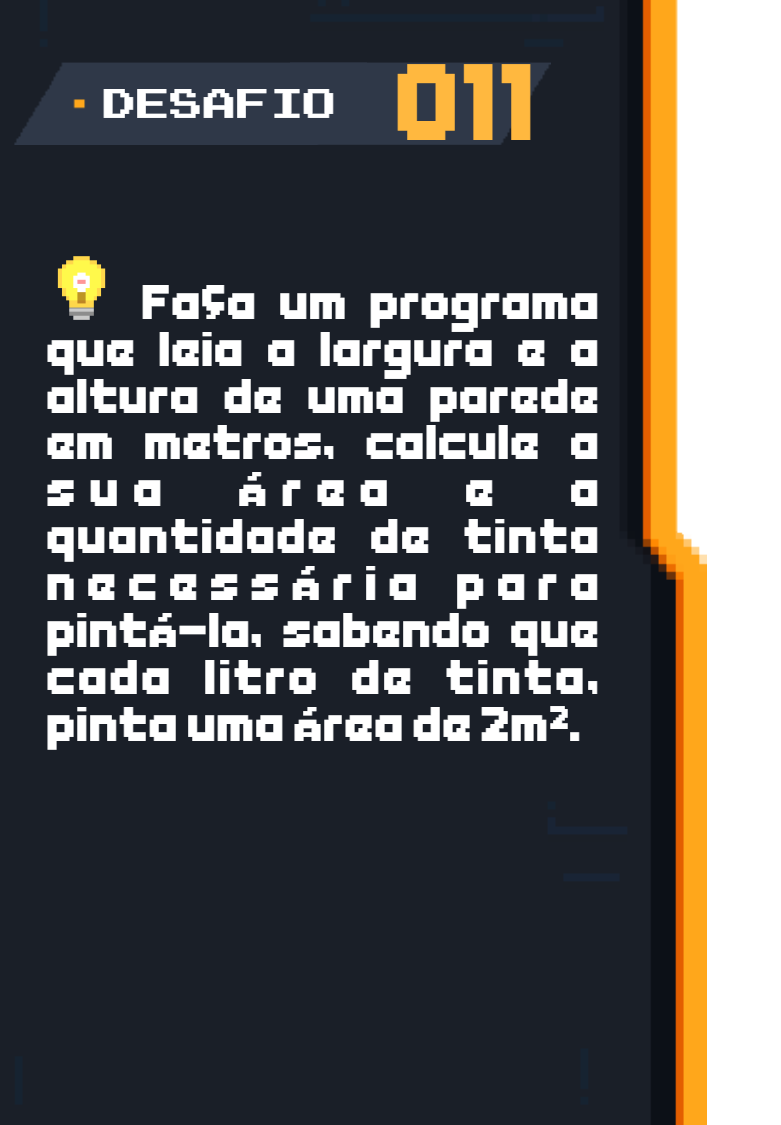 DESAFIO 011
Faça um programa
que leia a largura e a
altura de uma parede
em metros, calcule a
sua área e a
quantidade de tinta
necessária para
pintá-la, sabendo que
cada litro de tinta,
pinta uma área de 2m².